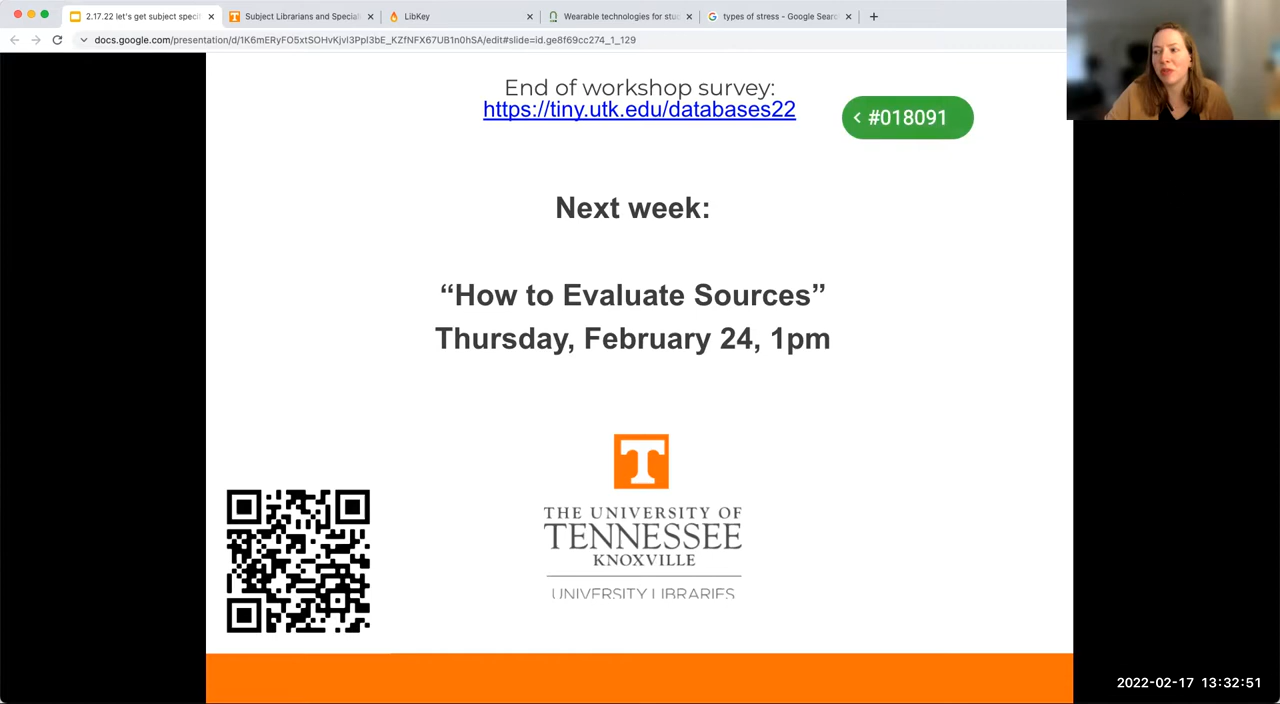 2.17.22 let's get subject specif
Subject Librarians and Speciali
LibKey
Wearable technologies for stud
types of stress - Google Searc
docs.google.com/presentation/d/1K6mERyFO5xtSOHvKjvI3PpI3bE_KZfNFX67UB1n0hSA/edit#slide=id.ge8f69cc274_1_129
End of workshop survey:
https://tiny.utk.edu/databases22
< #018091
Next week:
“How to Evaluate Sources”
Thursday, February 24, 1pm
T
THE UNIVERSITY OF
TENNESSEE
KNOXVILLE
UNIVERSITY LIBRARIES
2022-02-17 13:32:51